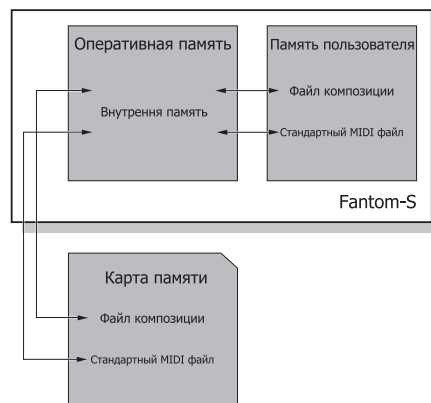 Оперативная память
Память пользователя
Файл композиции
Внутрення память
Стандартный MIDI файл
Fantom-S
Карта памяти
Файл композиции
Стандартный MIDI файл